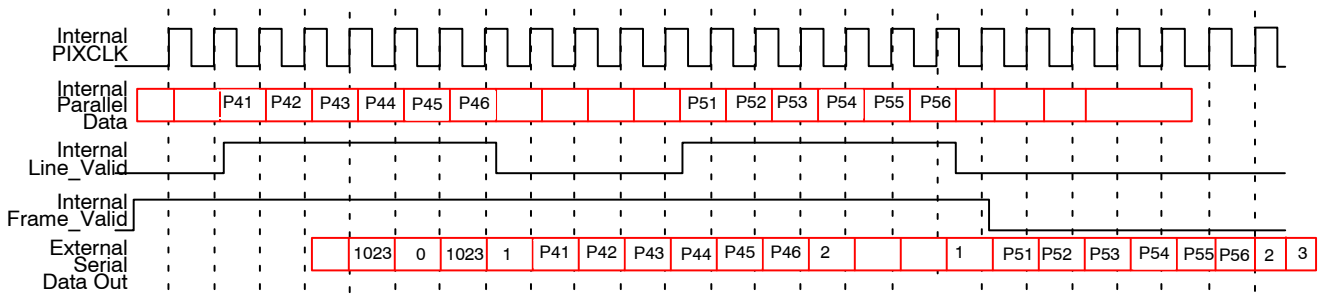 Internal
PIXCLK
Internal
Parallel
Data
P41 P42 P43 P44 P45 P46 P51 P52 P53 P54 P55 P56
Internal
Line_Valid
Internal
Frame_Valid
External
Serial
Data Out
1023 0 1023 1 P41 P42 P43 P44 P45 P46 2 1 P51 P52 P53 P54 P55 P56 2 3